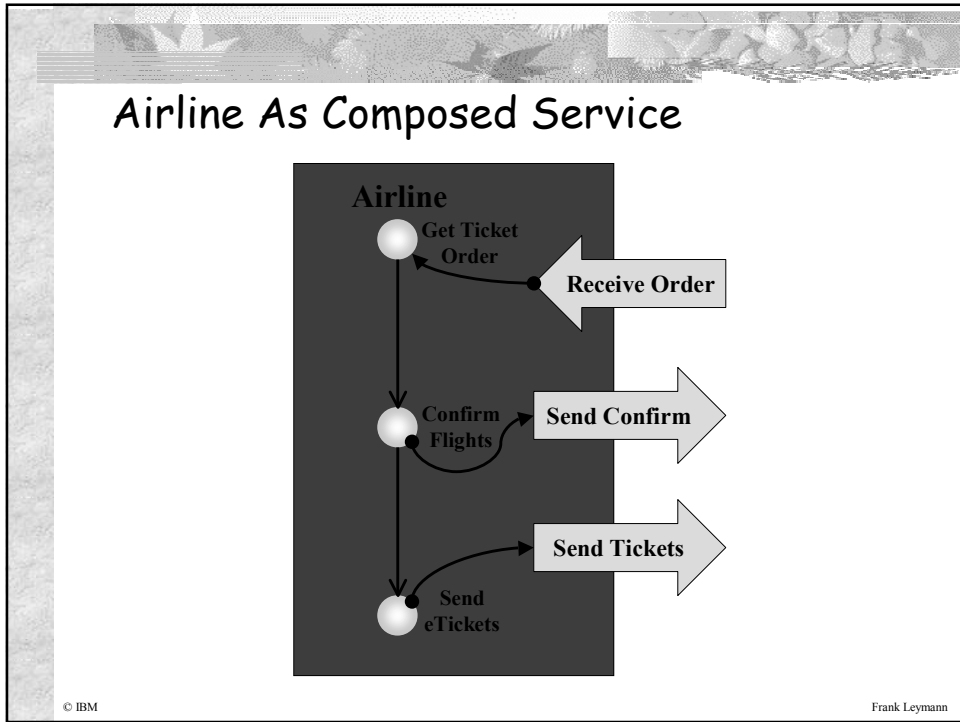 Airline As Composed Service
Airline
Get Ticket
Order
Receive Order
Confirm
Flights
Send Confirm
Send Tickets
Send
eTickets
© IBM
Frank Leymann